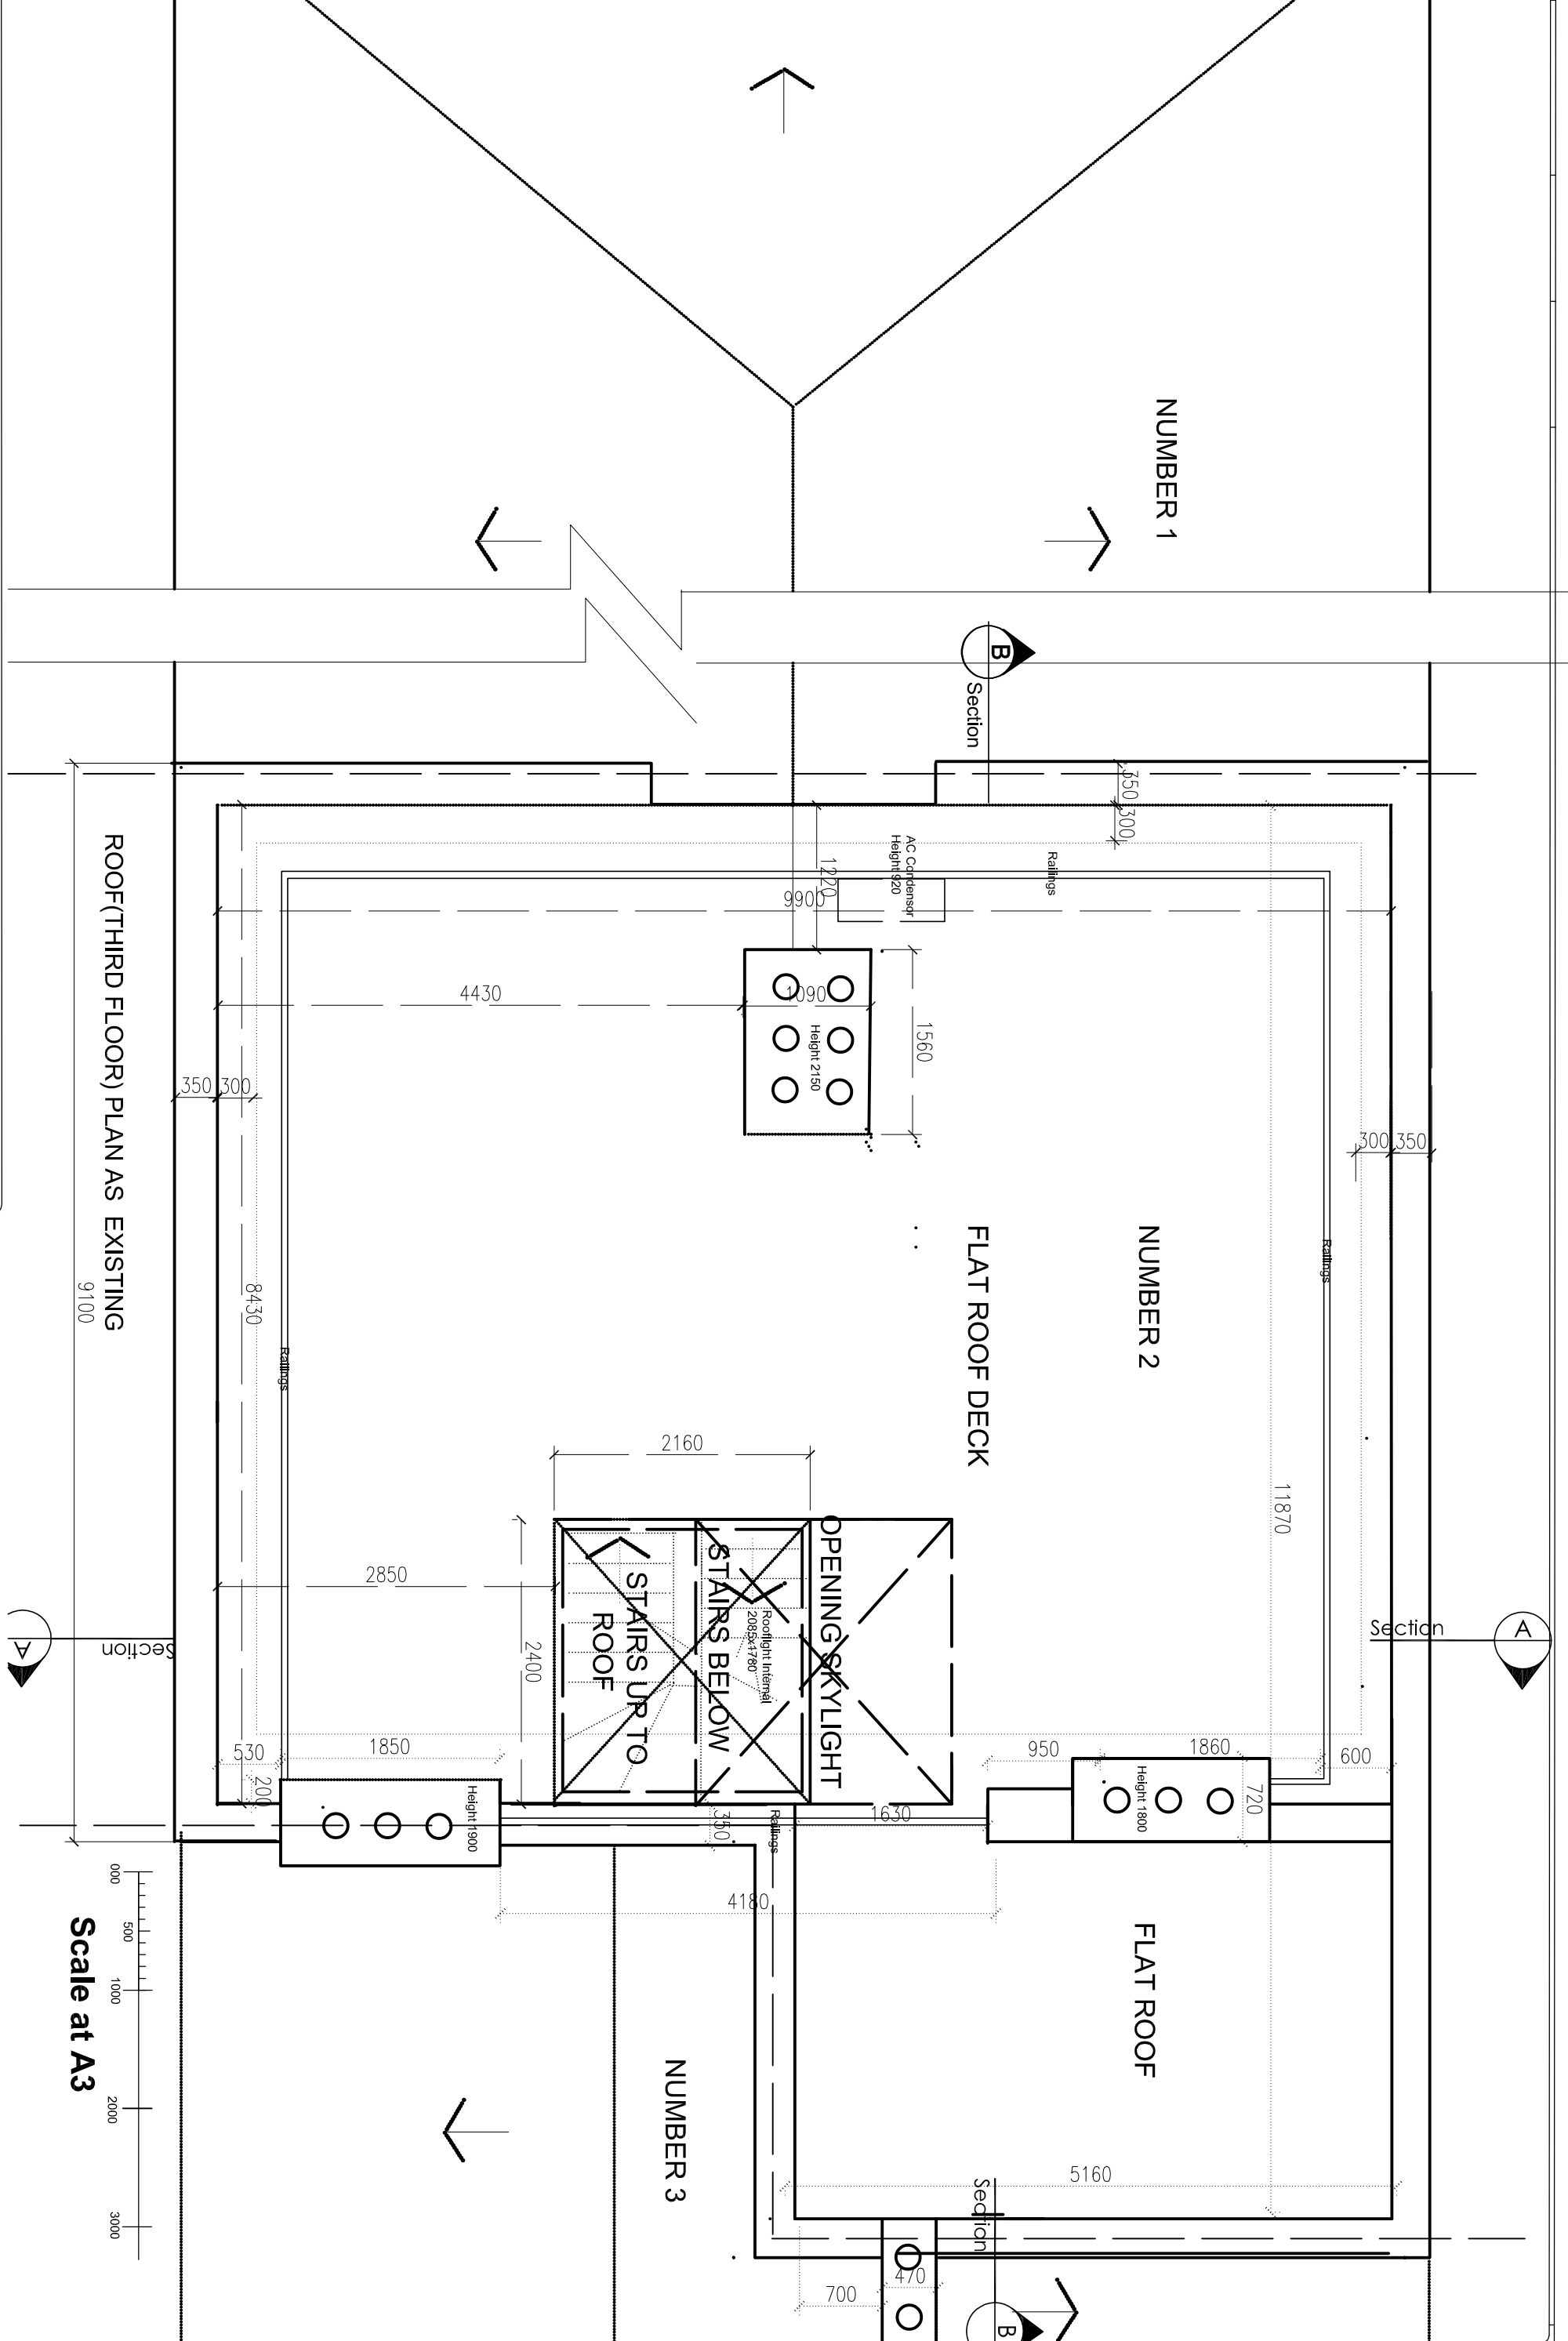 NUMBER 1
B
Section
350
300
1220
9900
AC Condensor
Height 920
Railings
4430
1090
Height 2150
1560
350
300
300
350
ROOF(THIRD FLOOR) PLAN AS EXISTING
9100
8430
Railings
Railings
NUMBER 2
FLAT ROOF DECK
11870
2160
2850
2400
OPENING SKYLIGHT
STAIRS BELOW
STAIRS UP TO
ROOF
Rooflight Internal
2085x1780
Section
A
Section
A
530
1850
200
Height 1900
350
Railings
1630
950
1860
600
Height 1800
720
4180
FLAT ROOF
NUMBER 3
5160
Section
B
470
700
000
500
1000
2000
3000
Scale at A3